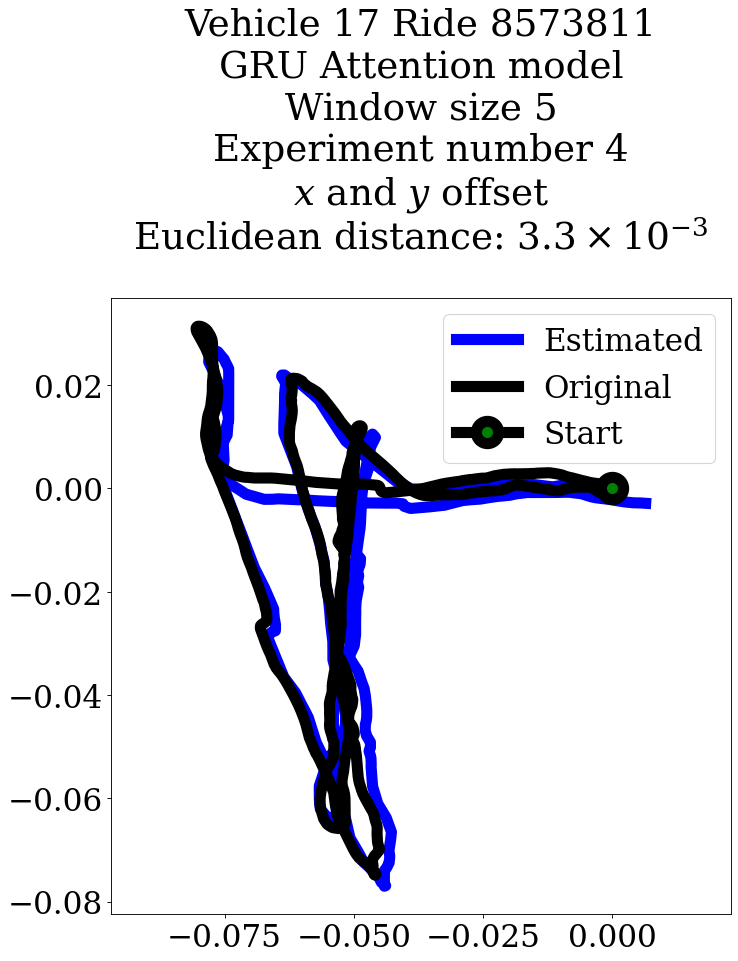 Vehicle 17 Ride 8573811
GRU Attention model
Window size 5
Experiment number 4
x and y offset
Euclidean distance: 3.3 × 10⁻³
Estimated
Original
Start
0.02
0.00
−0.02
−0.04
−0.06
−0.08
−0.075 −0.050 −0.025 0.000